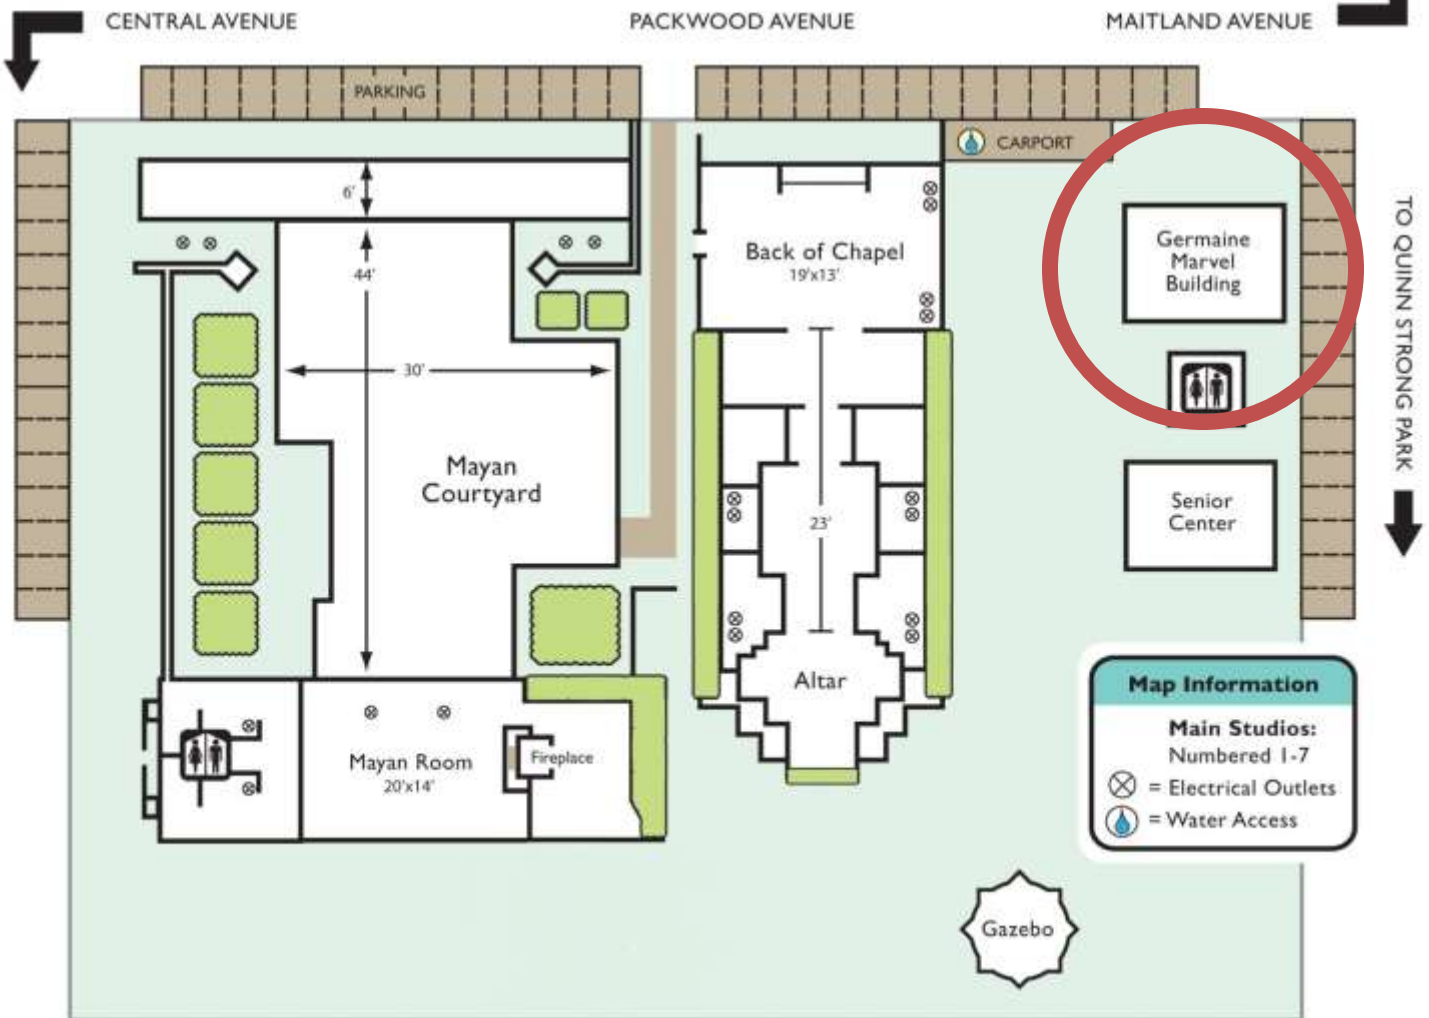 CENTRAL AVENUE
PACKWOOD AVENUE
MAITLAND AVENUE
PARKING
CARPORT
6'
44'
30'
Back of Chapel
19'x13'
Germaine
Marvel
Building
TO QUINN STRONG PARK
Mayan
Courtyard
23'
Senior
Center
Altar
Mayan Room
20'x14'
Fireplace
Map Information
Main Studios:
Numbered 1-7
= Electrical Outlets
= Water Access
Gazebo